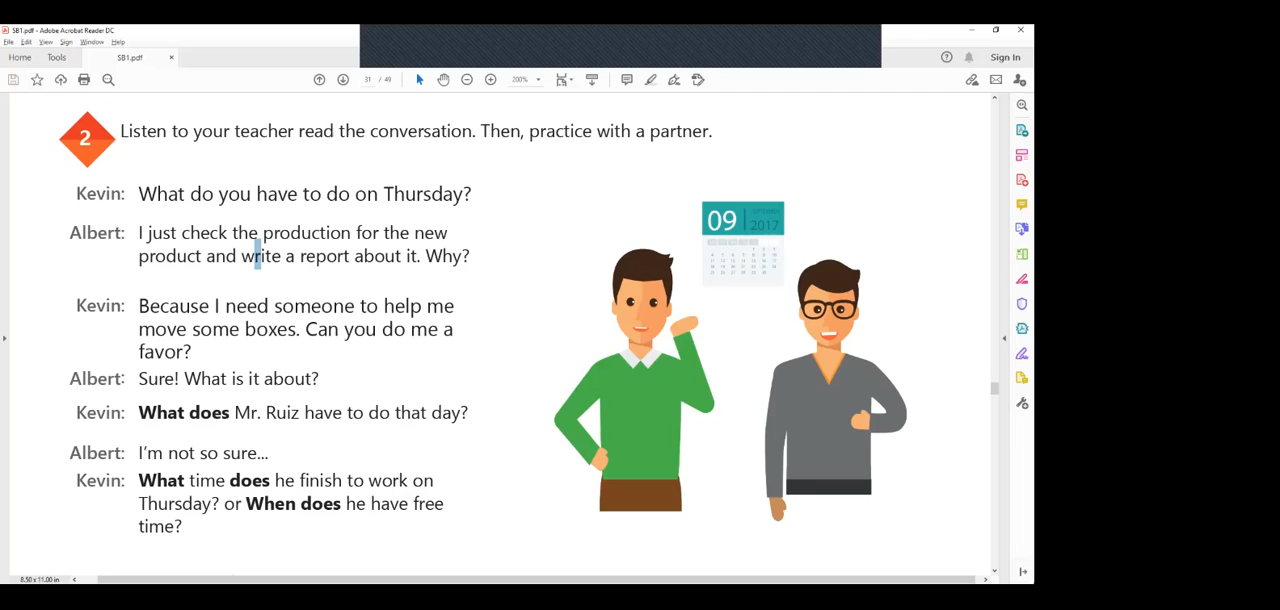 SB1.pdf - Adobe Acrobat Reader DC
File Edit View Sign Window Help
Home Tools SB1.pdf × Sign In
31 / 49 200%
2 Listen to your teacher read the conversation. Then, practice with a partner.
Kevin: What do you have to do on Thursday?
Albert: I just check the production for the new
product and write a report about it. Why?
Kevin: Because I need someone to help me
move some boxes. Can you do me a
favor?
Albert: Sure! What is it about?
Kevin: What does Mr. Ruiz have to do that day?
Albert: I'm not so sure...
Kevin: What time does he finish to work on
Thursday? or When does he have free
time?
09 2017
8.50 x 11.00 in